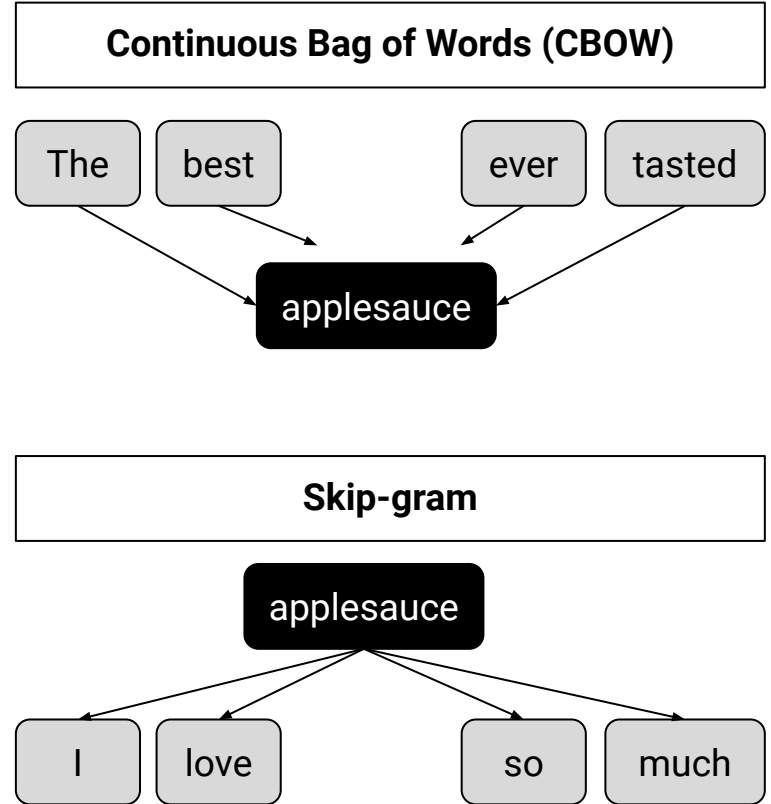 Continuous Bag of Words (CBOW)
The best ever tasted
applesauce
Skip-gram
applesauce
I love so much